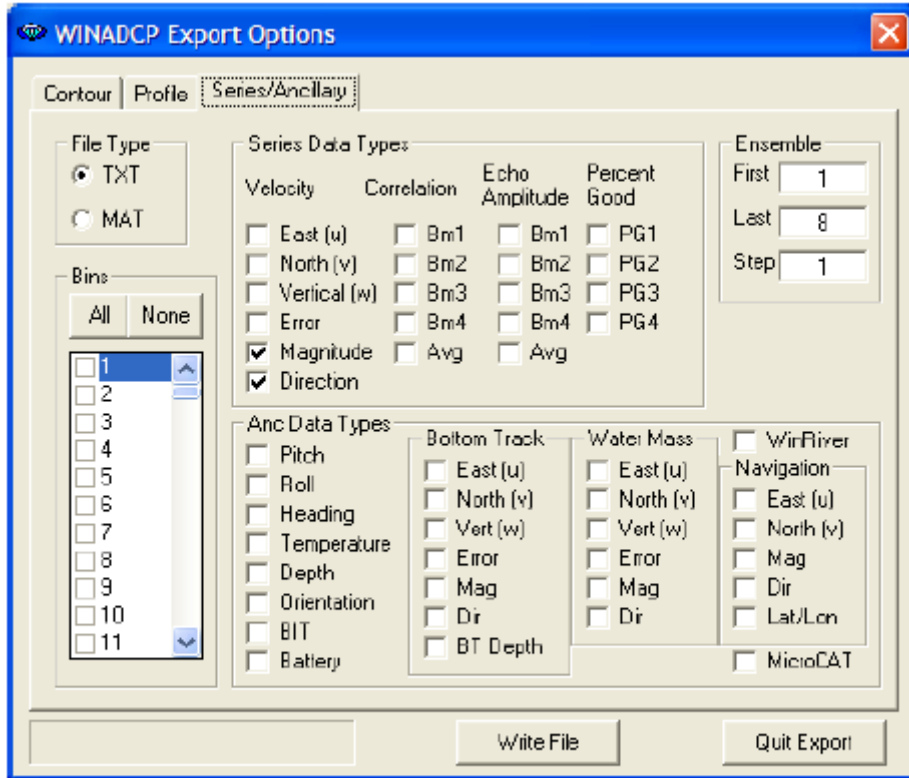 WINADCP Export Options
Contour Profile Series/Ancillary
File Type
TXT
MAT
Bins
All None
1
2
3
4
5
6
7
8
9
10
11
Series Data Types
Velocity Correlation Echo Amplitude Percent Good
East (u) Bm1 Bm1 PG1
North (v) Bm2 Bm2 PG2
Vertical (w) Bm3 Bm3 PG3
Error Bm4 Bm4 PG4
Magnitude Avg Avg
Direction
Ensemble
First 1
Last 8
Step 1
Anc Data Types
Pitch
Roll
Heading
Temperature
Depth
Orientation
BIT
Battery
Bottom Track
East (u)
North (v)
Vert (w)
Error
Mag
Dir
BT Depth
Water Mass
East (u)
North (v)
Vert (w)
Error
Mag
Dir
WinRiver
Navigation
East (u)
North (v)
Mag
Dir
Lat/Lon
MicroCAT
Write File Quit Export